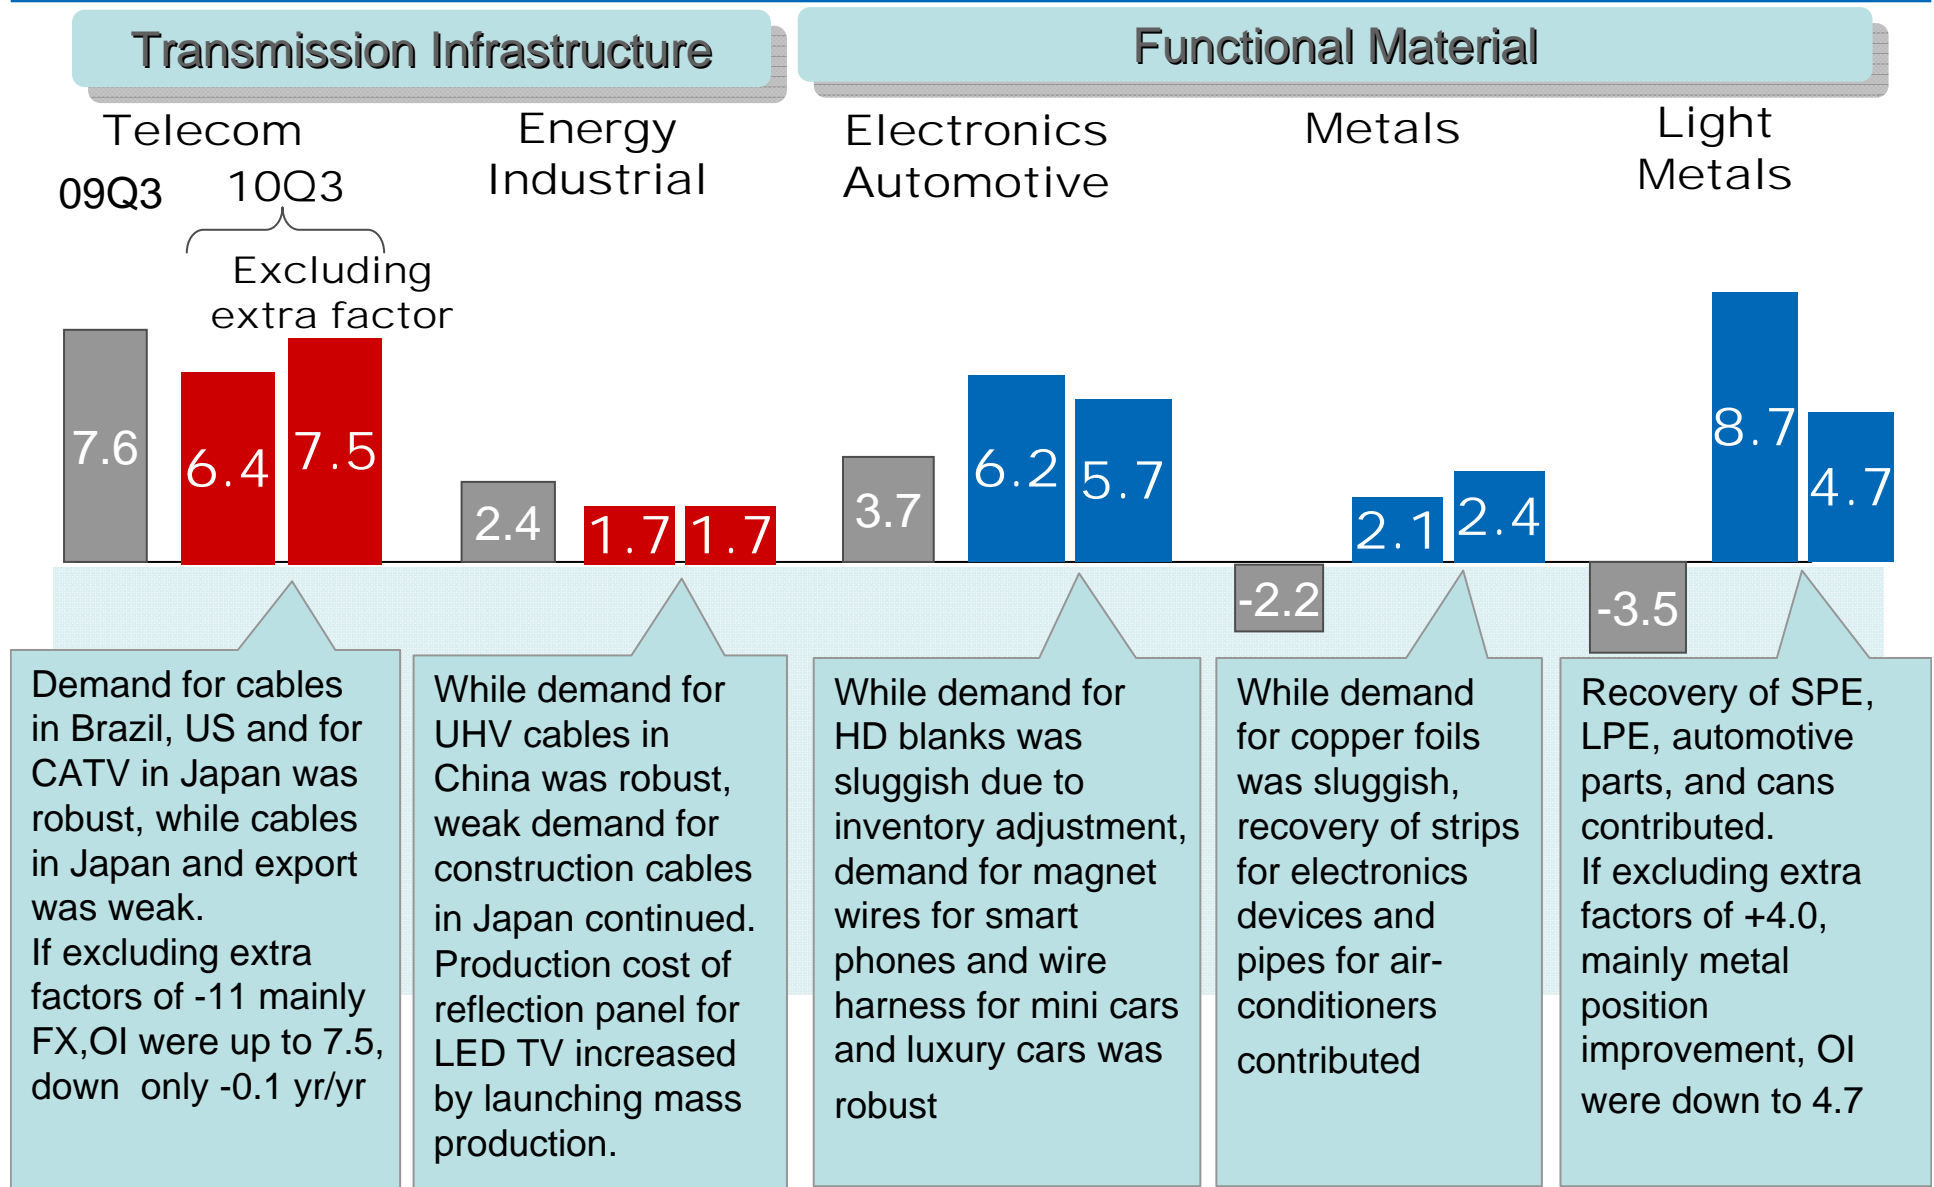 Transmission Infrastructure
Functional Material
Telecom
09Q3
10Q3
Excluding
extra factor
Energy
Industrial
Electronics
Automotive
Metals
Light
Metals
7.6
6.4
7.5
2.4
1.7
1.7
3.7
6.2
5.7
-2.2
2.1
2.4
-3.5
8.7
4.7
Demand for cables
in Brazil, US and for
CATV in Japan was
robust, while cables
in Japan and export
was weak.
If excluding extra
factors of -11 mainly
FX,OI were up to 7.5,
down only -0.1 yr/yr
While demand for
UHV cables in
China was robust,
weak demand for
construction cables
in Japan continued.
Production cost of
reflection panel for
LED TV increased
by launching mass
production.
While demand for
HD blanks was
sluggish due to
inventory adjustment,
demand for magnet
wires for smart
phones and wire
harness for mini cars
and luxury cars was
robust
While demand
for copper foils
was sluggish,
recovery of strips
for electronics
devices and
pipes for air-
conditioners
contributed
Recovery of SPE,
LPE, automotive
parts, and cans
contributed.
If excluding extra
factors of +4.0,
mainly metal
position
improvement, OI
were down to 4.7